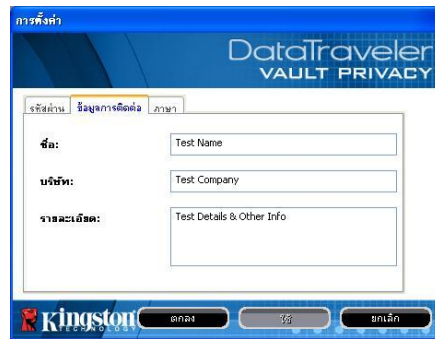 การตั้งค่า
DataTraveler
VAULT PRIVACY
รหัสผ่าน ข้อมูลการติดต่อ ภาษา
ชื่อ: Test Name
บริษัท: Test Company
รายละเอียด: Test Details & Other Info
Kingston ตกลง ใช้ ยกเลิก
TECHNOLOGY